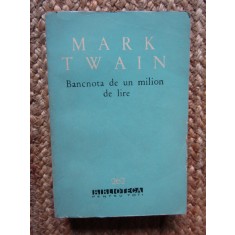 MARK
TWAIN
Bancnota de un milion
de lire
BIBLIOTECA
PENTRU TOȚI